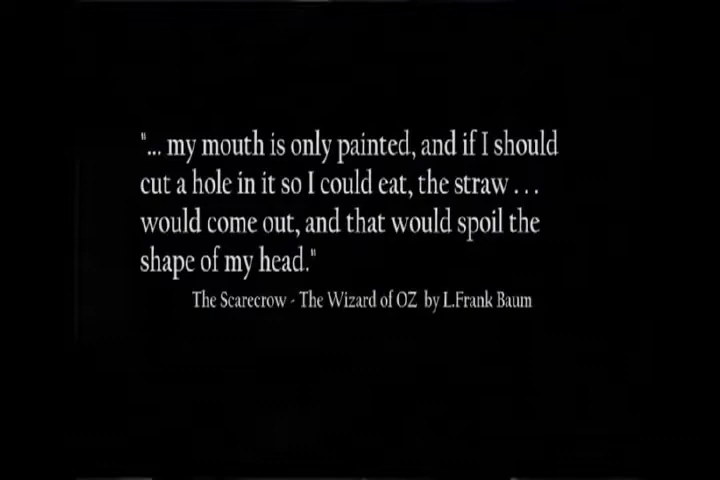 "... my mouth is only painted, and if I should
cut a hole in it so I could eat, the straw . . .
would come out, and that would spoil the
shape of my head."
The Scarecrow - The Wizard of OZ by L.Frank Baum